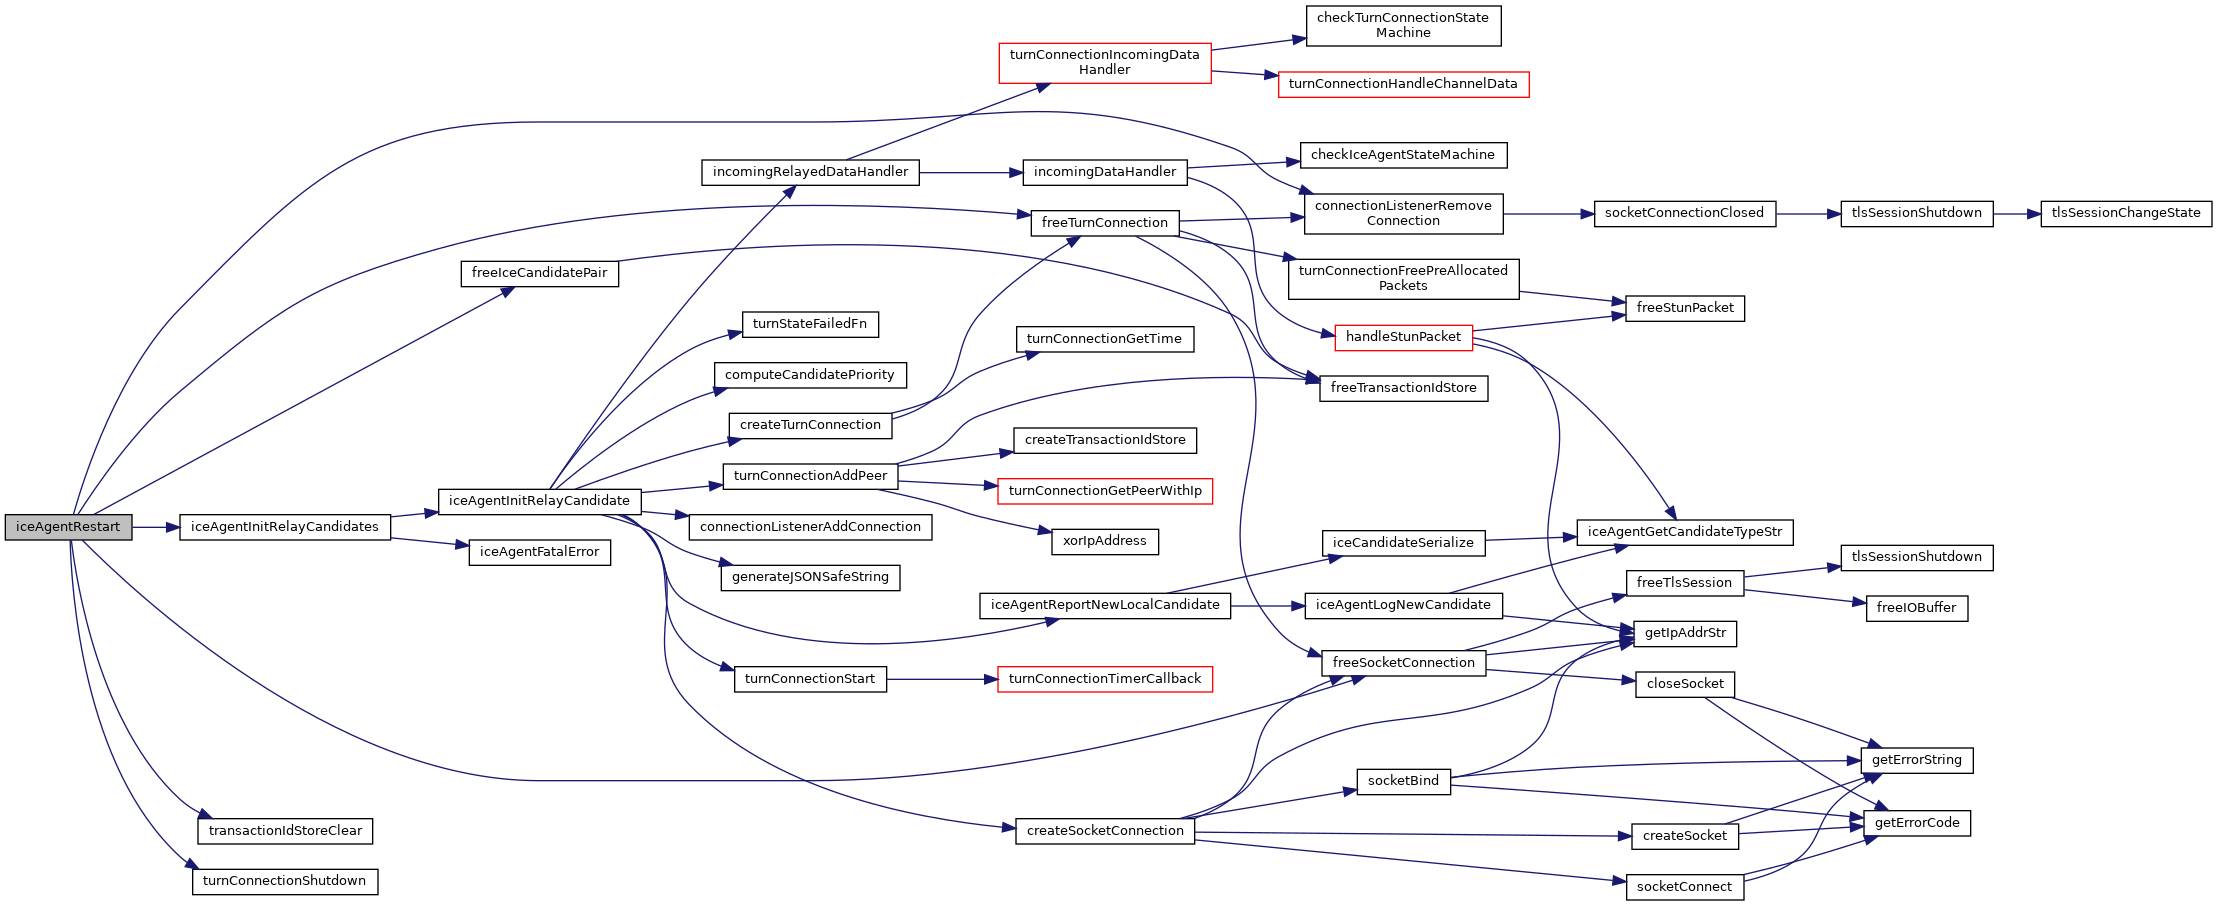 checkTurnConnectionState
Machine
turnConnectionIncomingData
Handler
turnConnectionHandleChannelData
checkIceAgentStateMachine
incomingRelayedDataHandler
incomingDataHandler
connectionListenerRemove
Connection
socketConnectionClosed
tlsSessionShutdown
tlsSessionChangeState
freeTurnConnection
freeIceCandidatePair
turnConnectionFreePreAllocated
Packets
freeStunPacket
turnStateFailedFn
turnConnectionGetTime
handleStunPacket
computeCandidatePriority
freeTransactionIdStore
createTurnConnection
createTransactionIdStore
turnConnectionAddPeer
turnConnectionGetPeerWithIp
iceAgentInitRelayCandidate
iceAgentRestart
iceAgentInitRelayCandidates
connectionListenerAddConnection
iceAgentGetCandidateTypeStr
xorIpAddress
iceCandidateSerialize
iceAgentFatalError
tlsSessionShutdown
generateJSONSafeString
freeTlsSession
iceAgentReportNewLocalCandidate
iceAgentLogNewCandidate
freeIOBuffer
getIpAddrStr
freeSocketConnection
turnConnectionStart
turnConnectionTimerCallback
closeSocket
getErrorString
socketBind
getErrorCode
transactionIdStoreClear
createSocketConnection
createSocket
turnConnectionShutdown
socketConnect